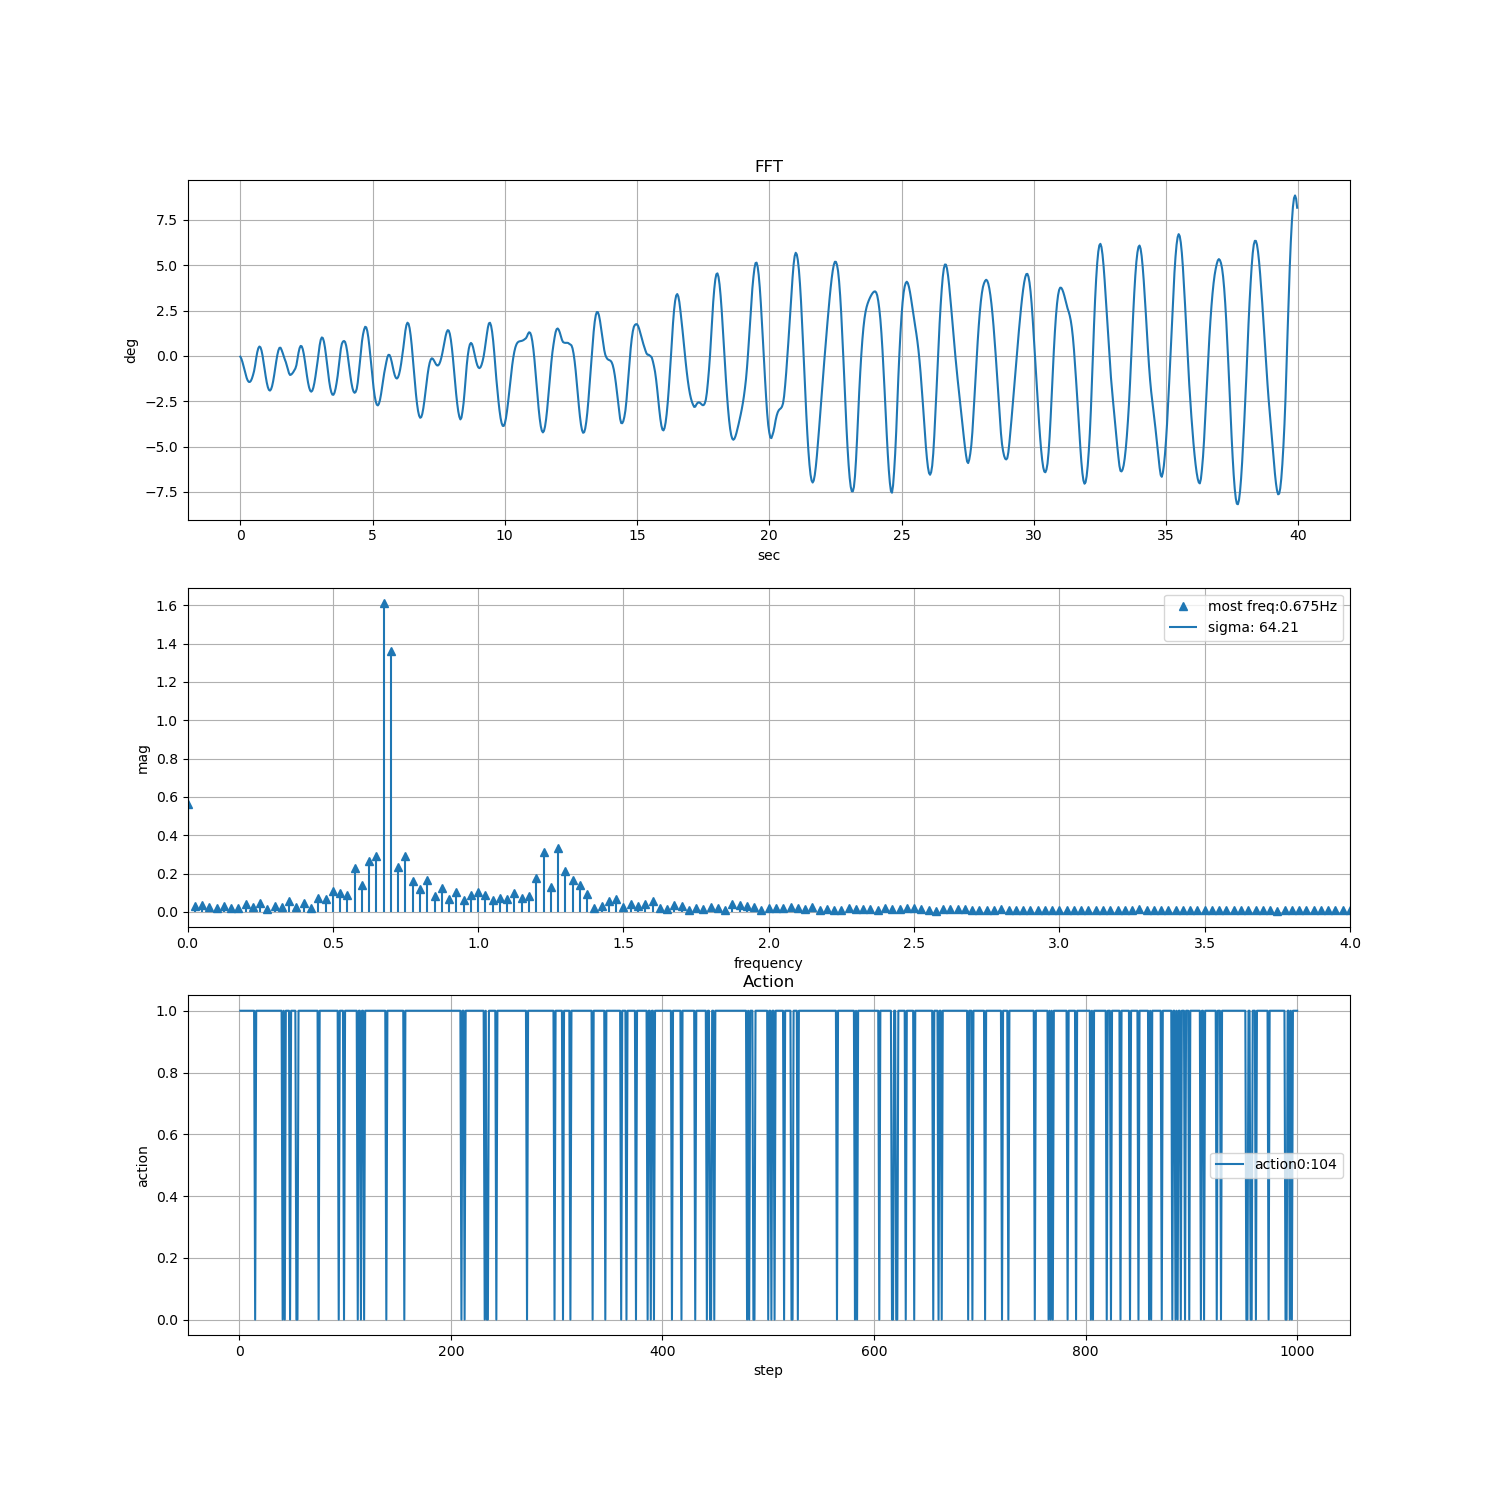 FFT
7.5
5.0
2.5
0.0
−2.5
−5.0
−7.5
deg
0 5 10 15 20 25 30 35 40
sec
1.6
1.4
1.2
1.0
0.8
0.6
0.4
0.2
0.0
mag
most freq:0.675Hz
sigma: 64.21
0.0 0.5 1.0 1.5 2.0 2.5 3.0 3.5 4.0
frequency
Action
1.0
0.8
0.6
0.4
0.2
0.0
action
action0:104
0 200 400 600 800 1000
step